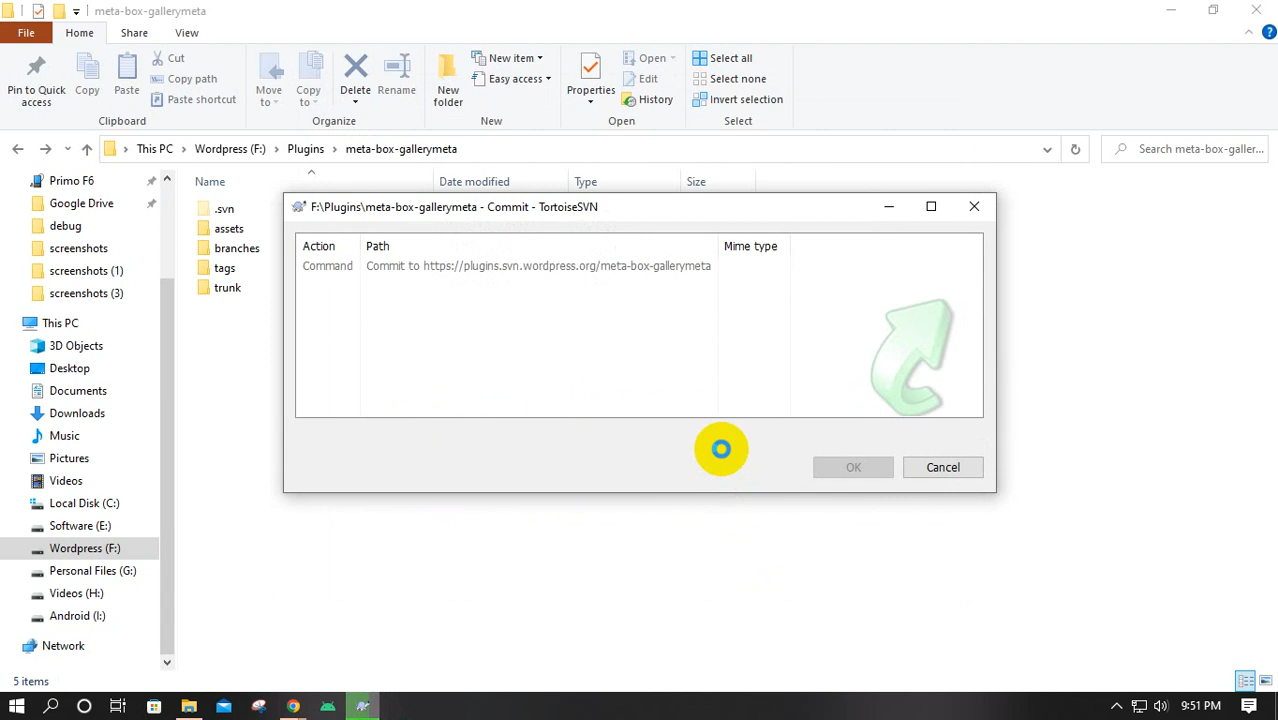 meta-box-gallerymeta
File Home Share View
Pin to Quick access
Copy
Paste
Cut
Copy path
Paste shortcut
Clipboard
Move to
Copy to
Delete
Rename
Organize
New folder
New item
Easy access
New
Properties
Open
Edit
History
Open
Select all
Select none
Invert selection
Select
This PC Wordpress (F:) Plugins meta-box-gallerymeta
Search meta-box-galler...
Name Date modified Type Size
Primo F6
Google Drive
debug
screenshots
screenshots (1)
screenshots (3)
This PC
3D Objects
Desktop
Documents
Downloads
Music
Pictures
Videos
Local Disk (C:)
Software (E:)
Wordpress (F:)
Personal Files (G:)
Videos (H:)
Android (I:)
Network
.svn
assets
branches
tags
trunk
F:\Plugins\meta-box-gallerymeta - Commit - TortoiseSVN
Action Path Mime type
Command Commit to https://plugins.svn.wordpress.org/meta-box-gallerymeta
OK Cancel
5 items
9:51 PM